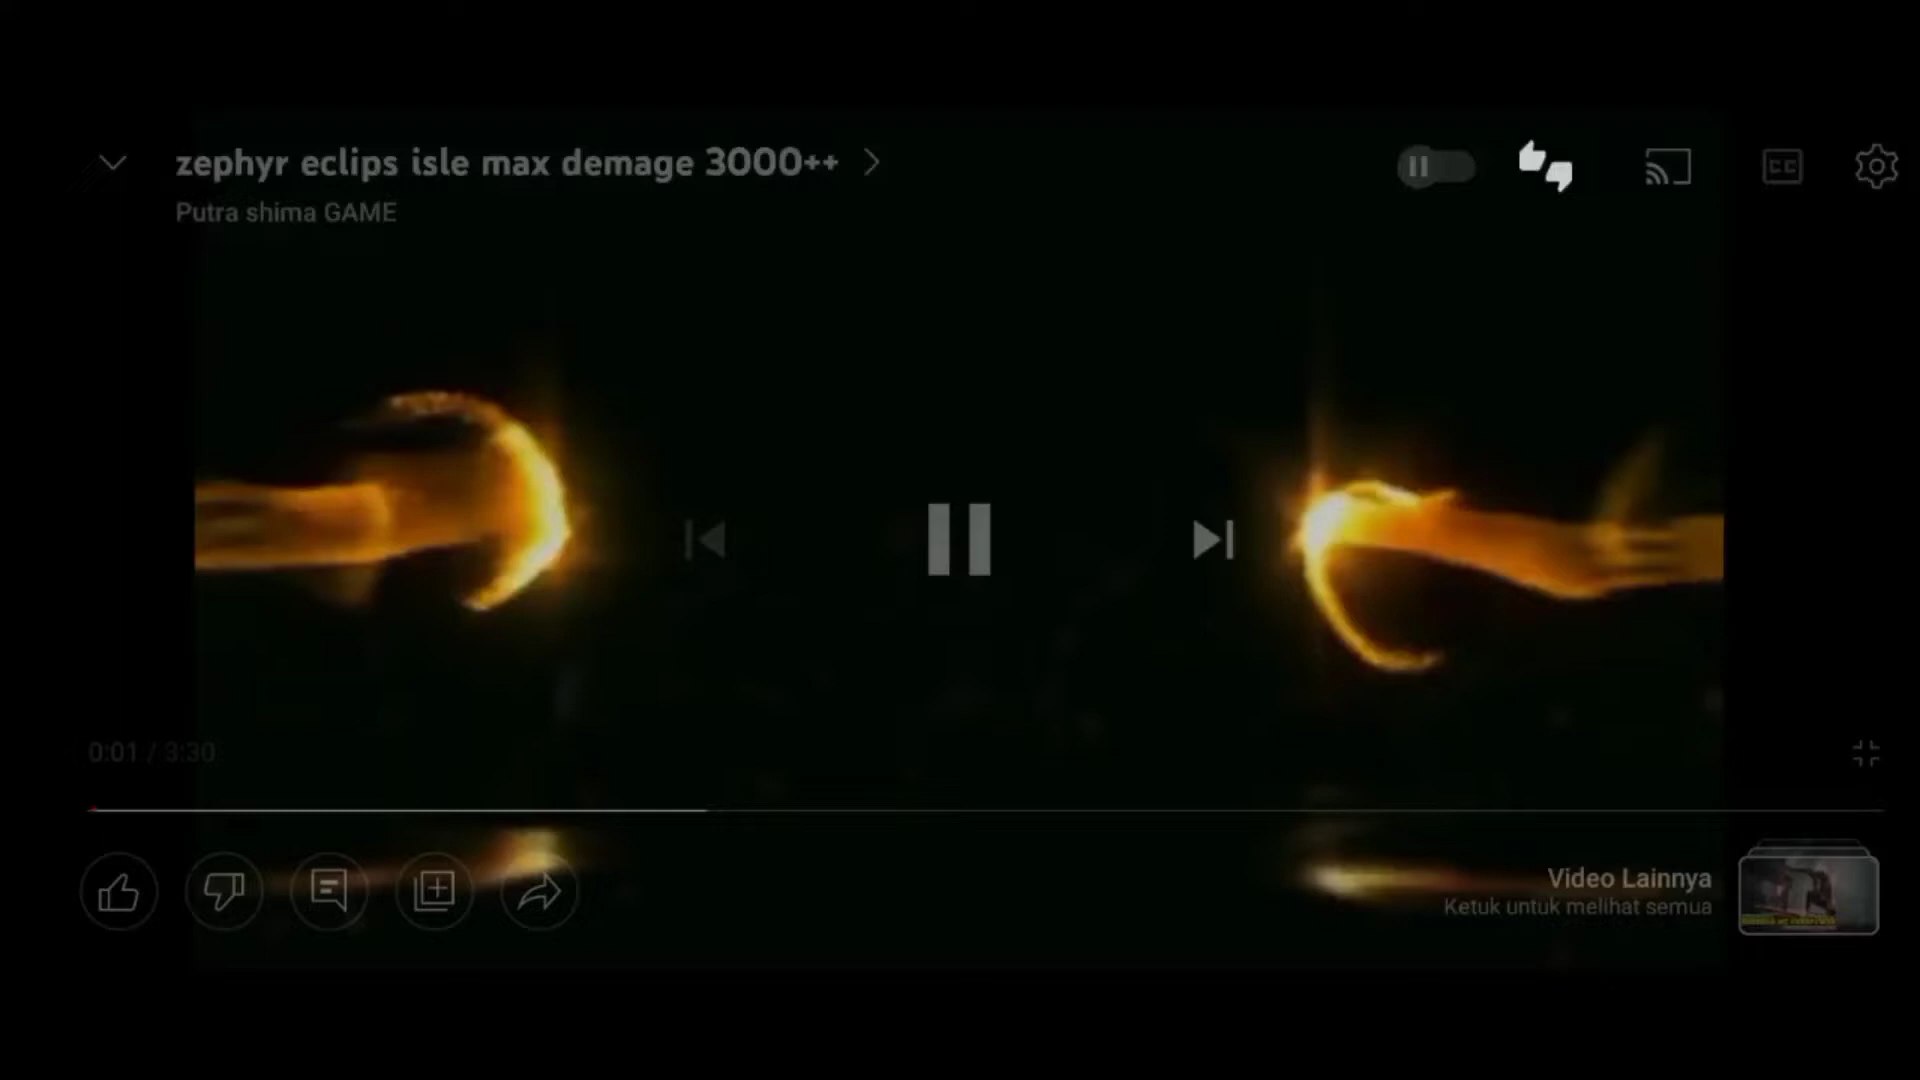 zephyr eclips isle max demage 3000++
Putra shima GAME
CC
0:01 / 3:30
Video Lainnya
Ketuk untuk melihat semua